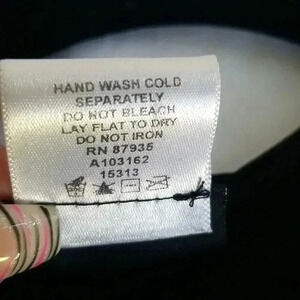 HAND WASH COLD
SEPARATELY
DO NOT BLEACH
LAY FLAT TO DRY
DO NOT IRON
RN 87935
A103162
15313